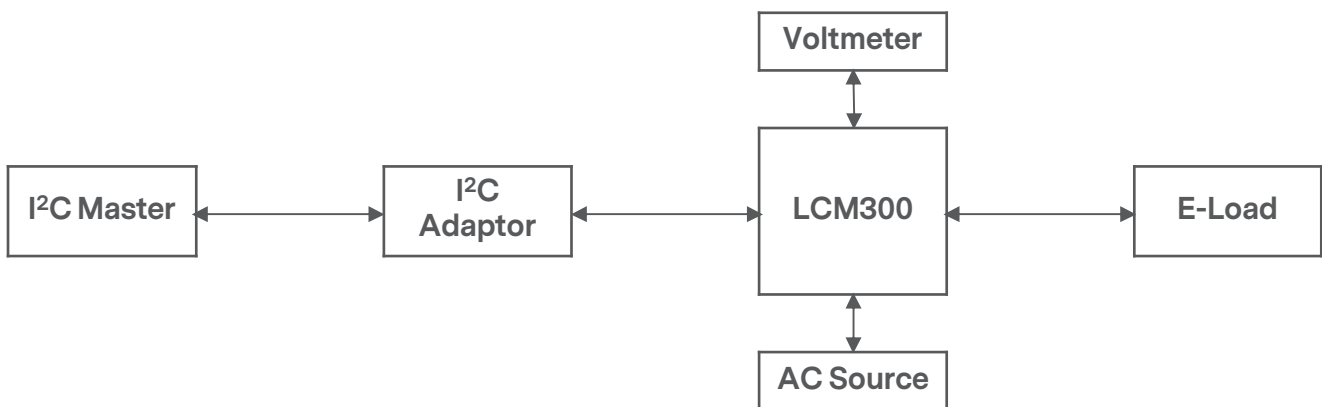 Voltmeter
I²C Master
I²C
Adaptor
LCM300
E-Load
AC Source